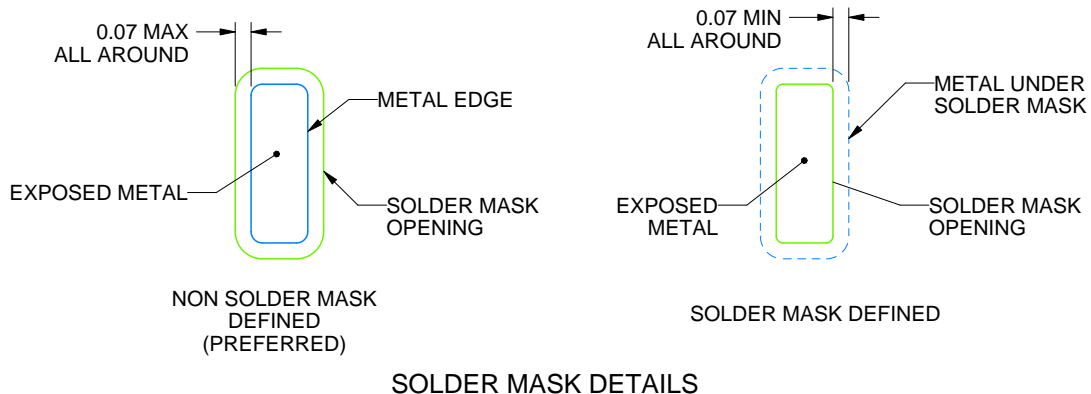 0.07 MAX
ALL AROUND
METAL EDGE
EXPOSED METAL
SOLDER MASK
OPENING
NON SOLDER MASK
DEFINED
(PREFERRED)
0.07 MIN
ALL AROUND
METAL UNDER
SOLDER MASK
EXPOSED
METAL
SOLDER MASK
OPENING
SOLDER MASK DEFINED
SOLDER MASK DETAILS